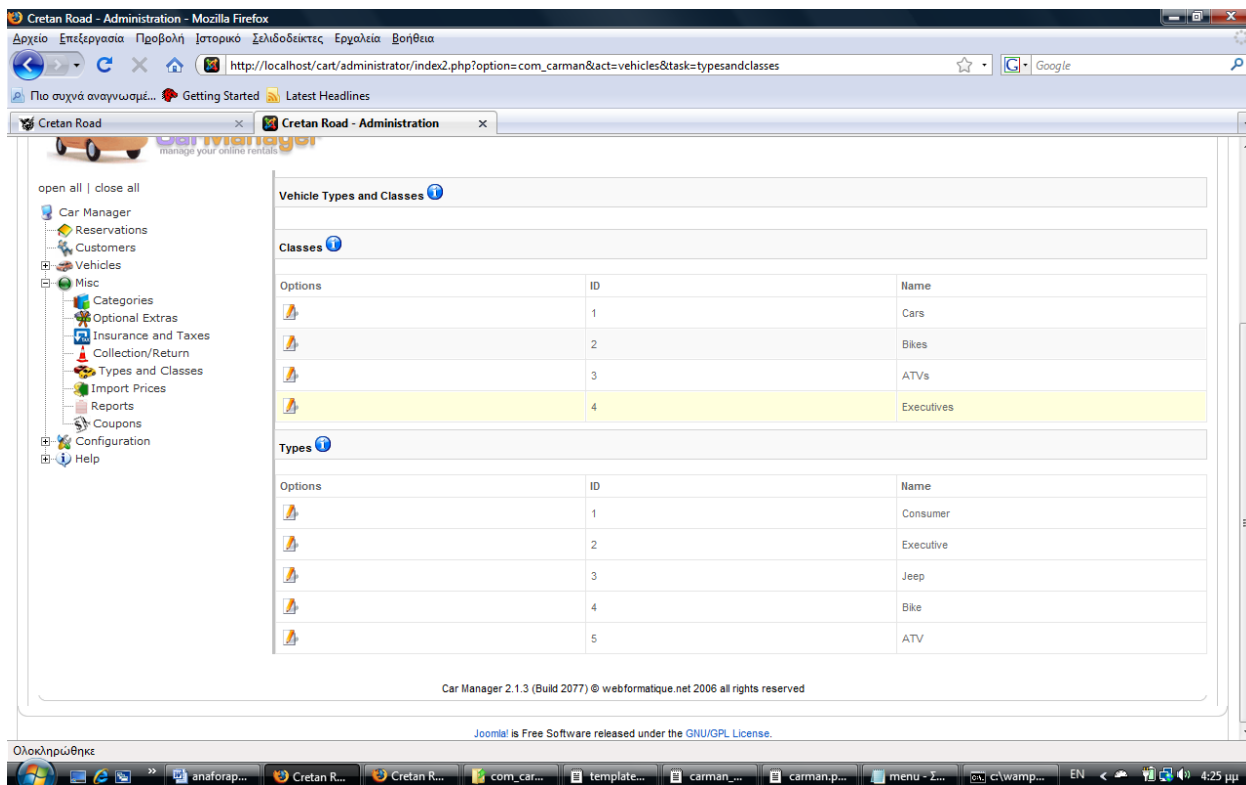 Cretan Road - Administration - Mozilla Firefox
Αρχείο Επεξεργασία Προβολή Ιστορικό Σελιδοδείκτες Εργαλεία Βοήθεια
http://localhost/cart/administrator/index2.php?option=com_carman&act=vehicles&task=typesandclasses
Google
Πιο συχνά αναγνωσμέ... Getting Started Latest Headlines
Cretan Road
Cretan Road - Administration
Car Manager
manage your online rentals
open all | close all
Car Manager
Reservations
Customers
Vehicles
Misc
Categories
Optional Extras
Insurance and Taxes
Collection/Return
Types and Classes
Import Prices
Reports
Coupons
Configuration
Help
Vehicle Types and Classes
Classes
Options ID Name
1 Cars
2 Bikes
3 ATVs
4 Executives
Types
Options ID Name
1 Consumer
2 Executive
3 Jeep
4 Bike
5 ATV
Car Manager 2.1.3 (Build 2077) © webformatique.net 2006 all rights reserved
Joomla! is Free Software released under the GNU/GPL License.
Ολοκληρώθηκε
anaforap... Cretan R... Cretan R... com_car... template... carman_... carman.p... menu - Σ... c:\wamp... EN 4:25 μμ